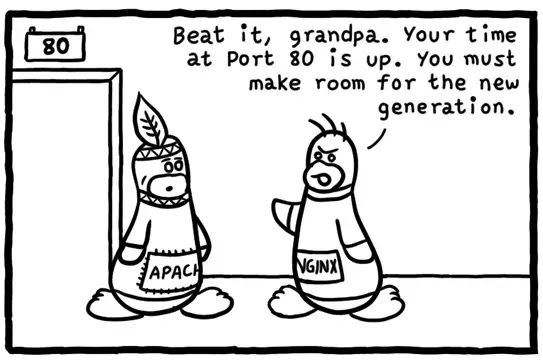 80
Beat it, grandpa. Your time
at Port 80 is up. You must
make room for the new
generation.
APACH
NGINX